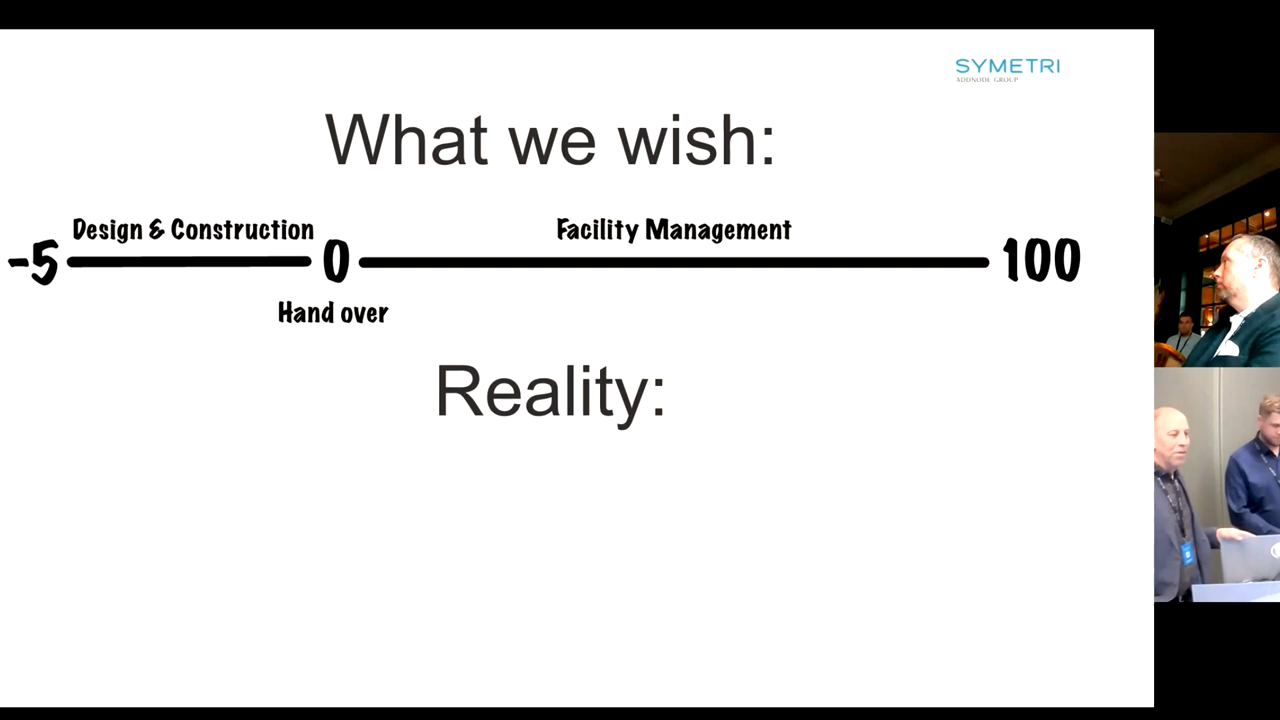 SYMETRI
ADDNODE GROUP
What we wish:
Design & Construction
Facility Management
-5
0
100
Hand over
Reality: